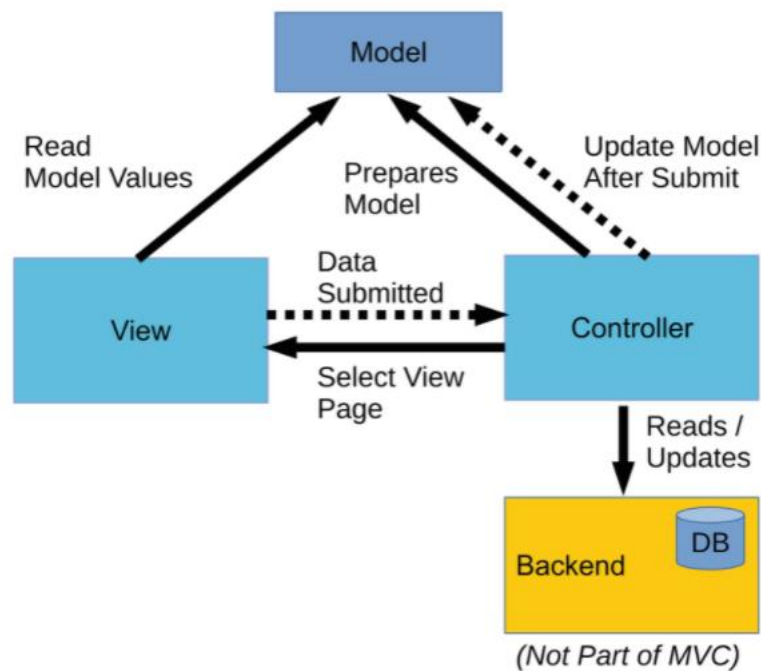 Model
Read
Model Values
Prepares
Model
Update Model
After Submit
View
Data
Submitted
Select View
Page
Controller
Reads /
Updates
Backend
DB
(Not Part of MVC)